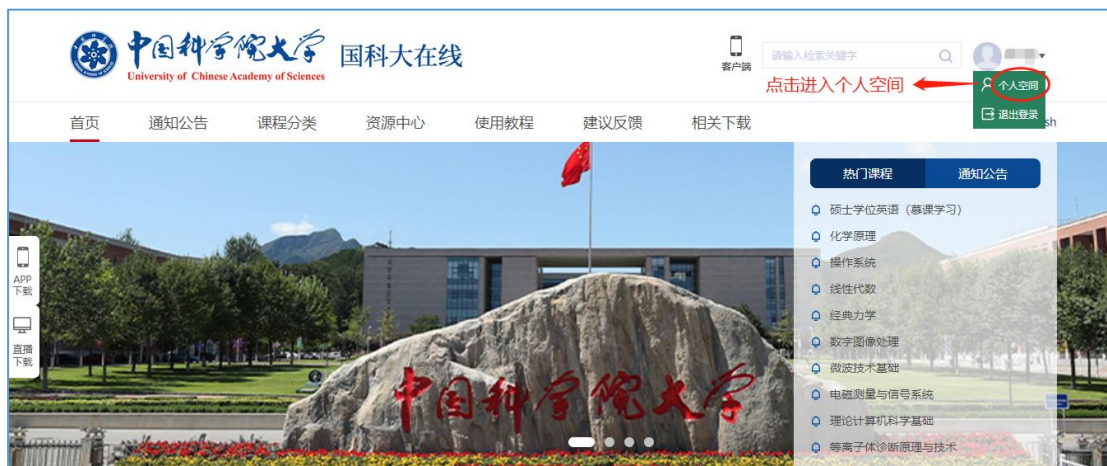 中国科学院大学
University of Chinese Academy of Sciences
国科大在线
客户端
请输入检索关键字
点击进入个人空间
个人空间
退出登录
sh
首页 通知公告 课程分类 资源中心 使用教程 建议反馈 相关下载
热门课程 通知公告
硕士学位英语（慕课学习）
化学原理
操作系统
线性代数
经典力学
数字图像处理
微波技术基础
电磁测量与信号系统
理论计算机科学基础
等离子体诊断原理与技术
APP
下载
直播
下载
中国科学院大学